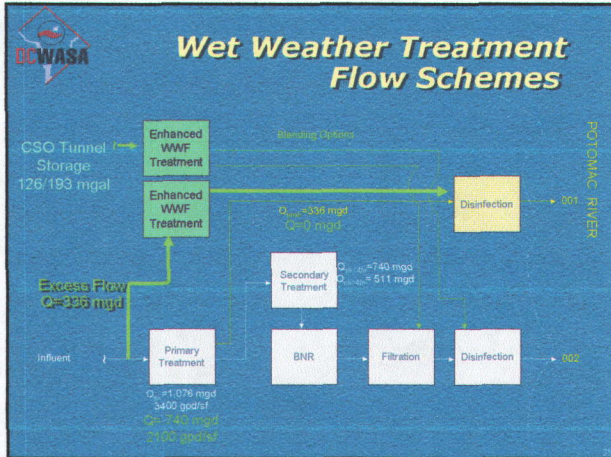 DCWASA
Wet Weather Treatment
Flow Schemes
CSO Tunnel
Storage
126/193 mgal
Enhanced
WWF
Treatment
Blending Options
Enhanced
WWF
Treatment
Disinfection
001
POTOMAC RIVER
=336 mgd
Q=0 mgd
Excess Flow
Q=336 mgd
Secondary
Treatment
=740 mgd
= 511 mgd
Influent
Primary
Treatment
BNR
Filtration
Disinfection
002
=1,076 mgd
3400 gpd/sf
740 mgd
2100 gpd/sf